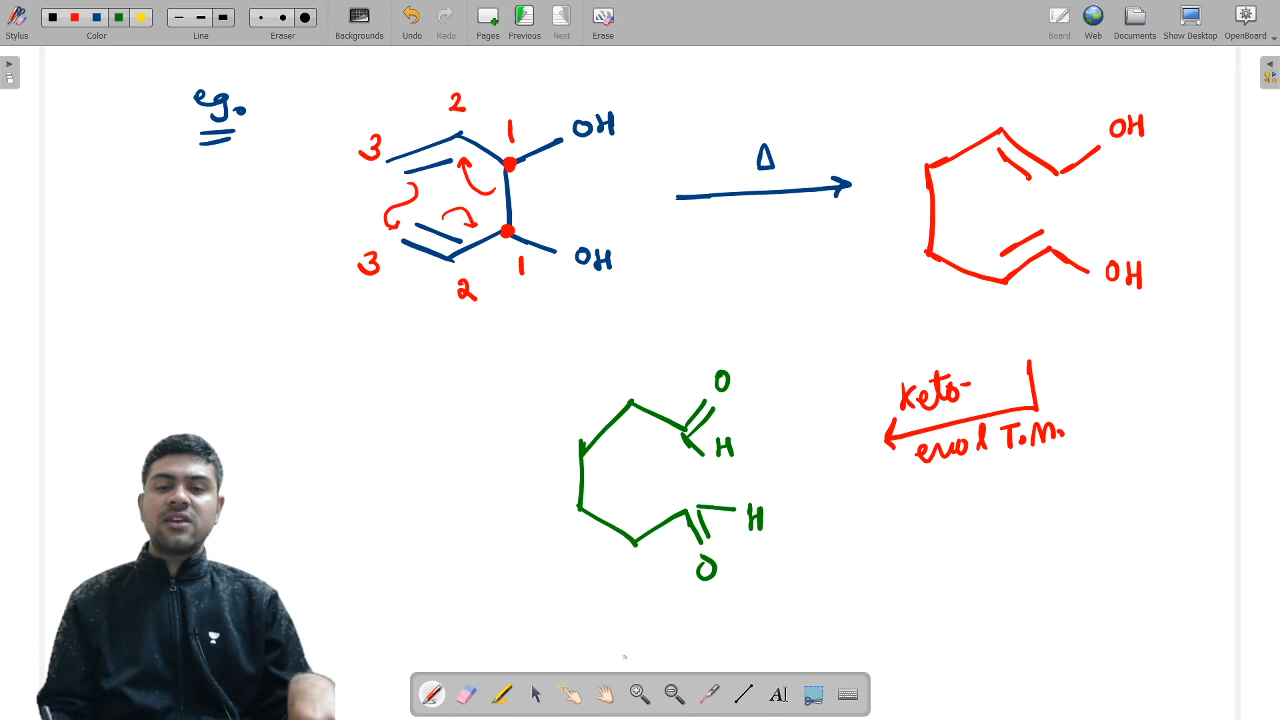 Stylus
Color
Line
Eraser
Backgrounds
Undo
Redo
Pages
Previous
Next
Erase
Board
Web
Documents
Show Desktop
OpenBoard
eg.
2
3
1
OH
Δ
OH
3
2
1
OH
OH
Keto-
enol T.M.
O
H
H
O
AI